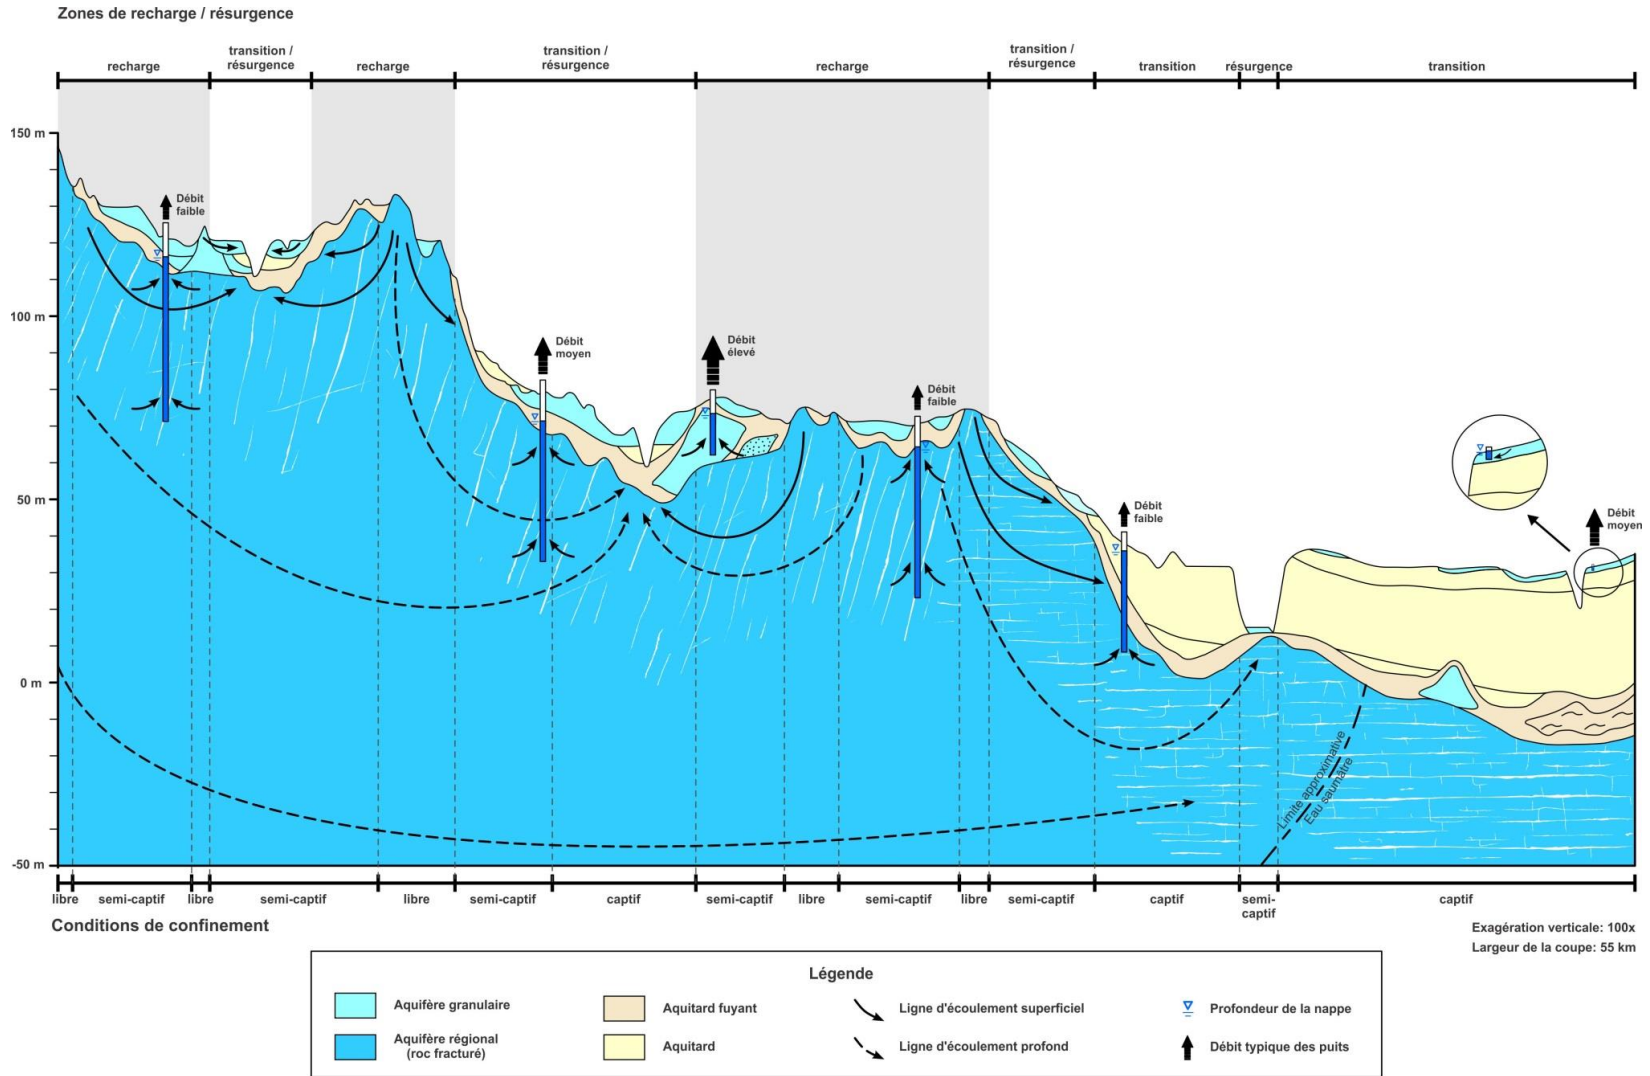 Zones de recharge / résurgence
recharge
transition /
résurgence
recharge
transition /
résurgence
recharge
transition /
résurgence
transition
résurgence
transition
150 m
100 m
50 m
0 m
-50 m
Débit
faible
Débit
moyen
Débit
élevé
Débit
faible
Débit
faible
Débit
moyen
Limite approximative
Eau saumâtre
libre
semi-captif
libre
semi-captif
libre
semi-captif
captif
semi-captif
libre
semi-captif
libre
semi-captif
captif
semi-
captif
captif
Conditions de confinement
Exagération verticale: 100x
Largeur de la coupe: 55 km
Légende
Aquifère granulaire
Aquitard fuyant
Ligne d'écoulement superficiel
Profondeur de la nappe
Aquifère régional
(roc fracturé)
Aquitard
Ligne d'écoulement profond
Débit typique des puits